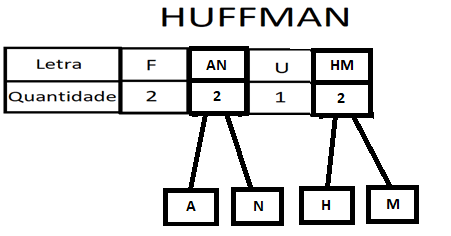 HUFFMAN
Letra F AN U HM
Quantidade 2 2 1 2
A N H M